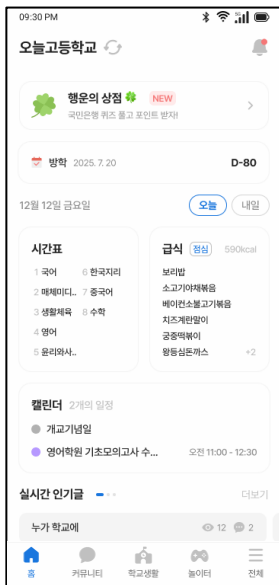 09:30 PM
오늘고등학교
행운의 상점 🍀 NEW
국민은행 퀴즈 풀고 포인트 받자!
방학 2025. 7. 20 D-80
12월 12일 금요일 오늘 내일
시간표
1 국어 6 한국지리
2 매체미디.. 7 중국어
3 생활체육 8 수학
4 영어
5 윤리와사..
급식 점심 590kcal
보리밥
소고기야채볶음
베이컨소불고기볶음
치즈계란말이
궁중떡볶이
왕등심돈까스 +2
캘린더 2개의 일정
개교기념일
영어학원 기초모의고사 수... 오전 11:00 - 12:30
실시간 인기글 더보기
누가 학교에 12 2
홈 커뮤니티 학교생활 놀이터 전체